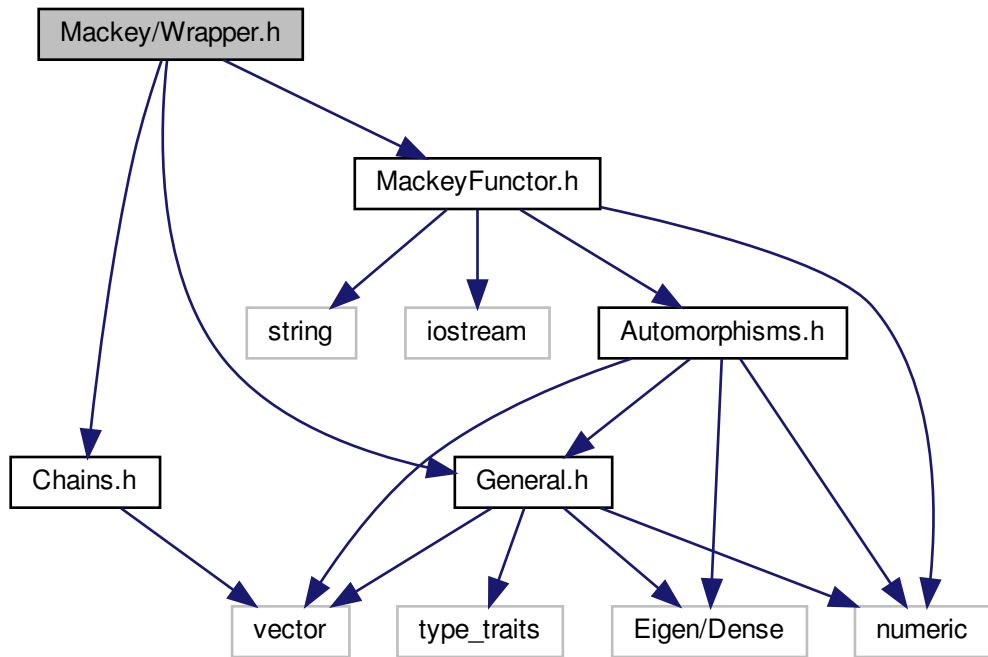 Mackey/Wrapper.h
MackeyFunctor.h
string
iostream
Automorphisms.h
Chains.h
General.h
vector
type_traits
Eigen/Dense
numeric